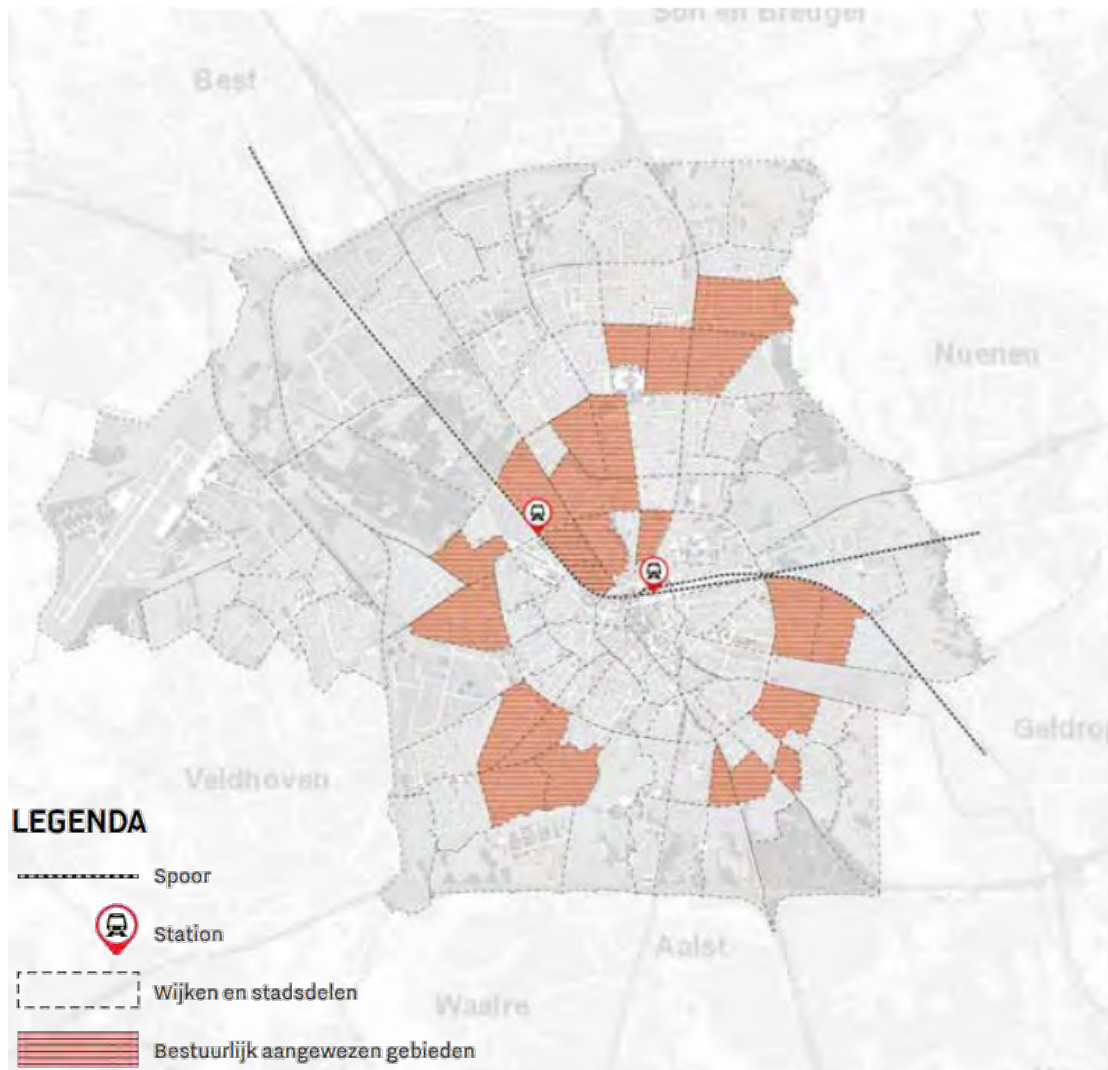 Son en Breugel
Best
Nuenen
Geldrop
Veldhoven
LEGENDA
Spoor
Station
Aalst
Wijken en stadsdelen
Waalre
Bestuurlijk aangewezen gebieden